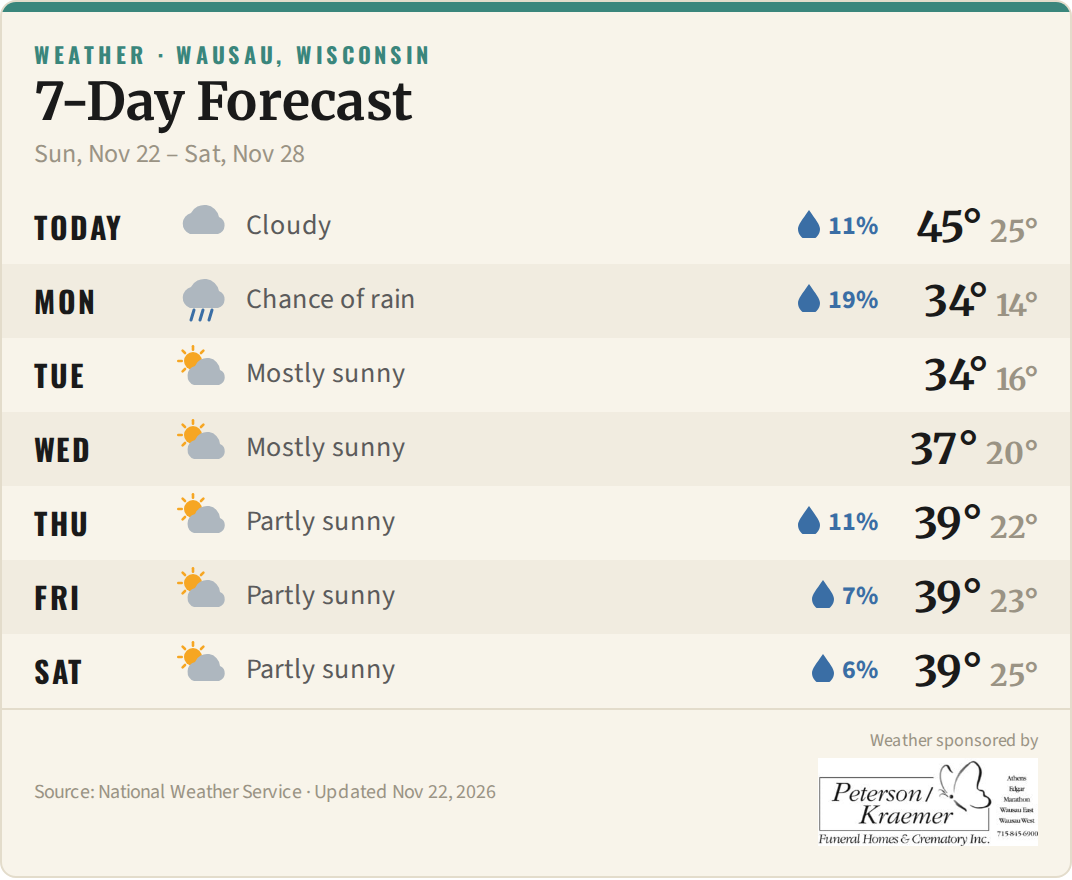 WEATHER · WAUSAU, WISCONSIN
7-Day Forecast
Sun, Nov 22 – Sat, Nov 28
TODAY Cloudy 11% 45° 25°
MON Chance of rain 19% 34° 14°
TUE Mostly sunny 34° 16°
WED Mostly sunny 37° 20°
THU Partly sunny 11% 39° 22°
FRI Partly sunny 7% 39° 23°
SAT Partly sunny 6% 39° 25°
Weather sponsored by
Source: National Weather Service · Updated Nov 22, 2026
Peterson/
Kraemer
Funeral Homes & Crematory Inc.
Athens
Edgar
Marathon
Wausau East
Wausau West
715-845-6900